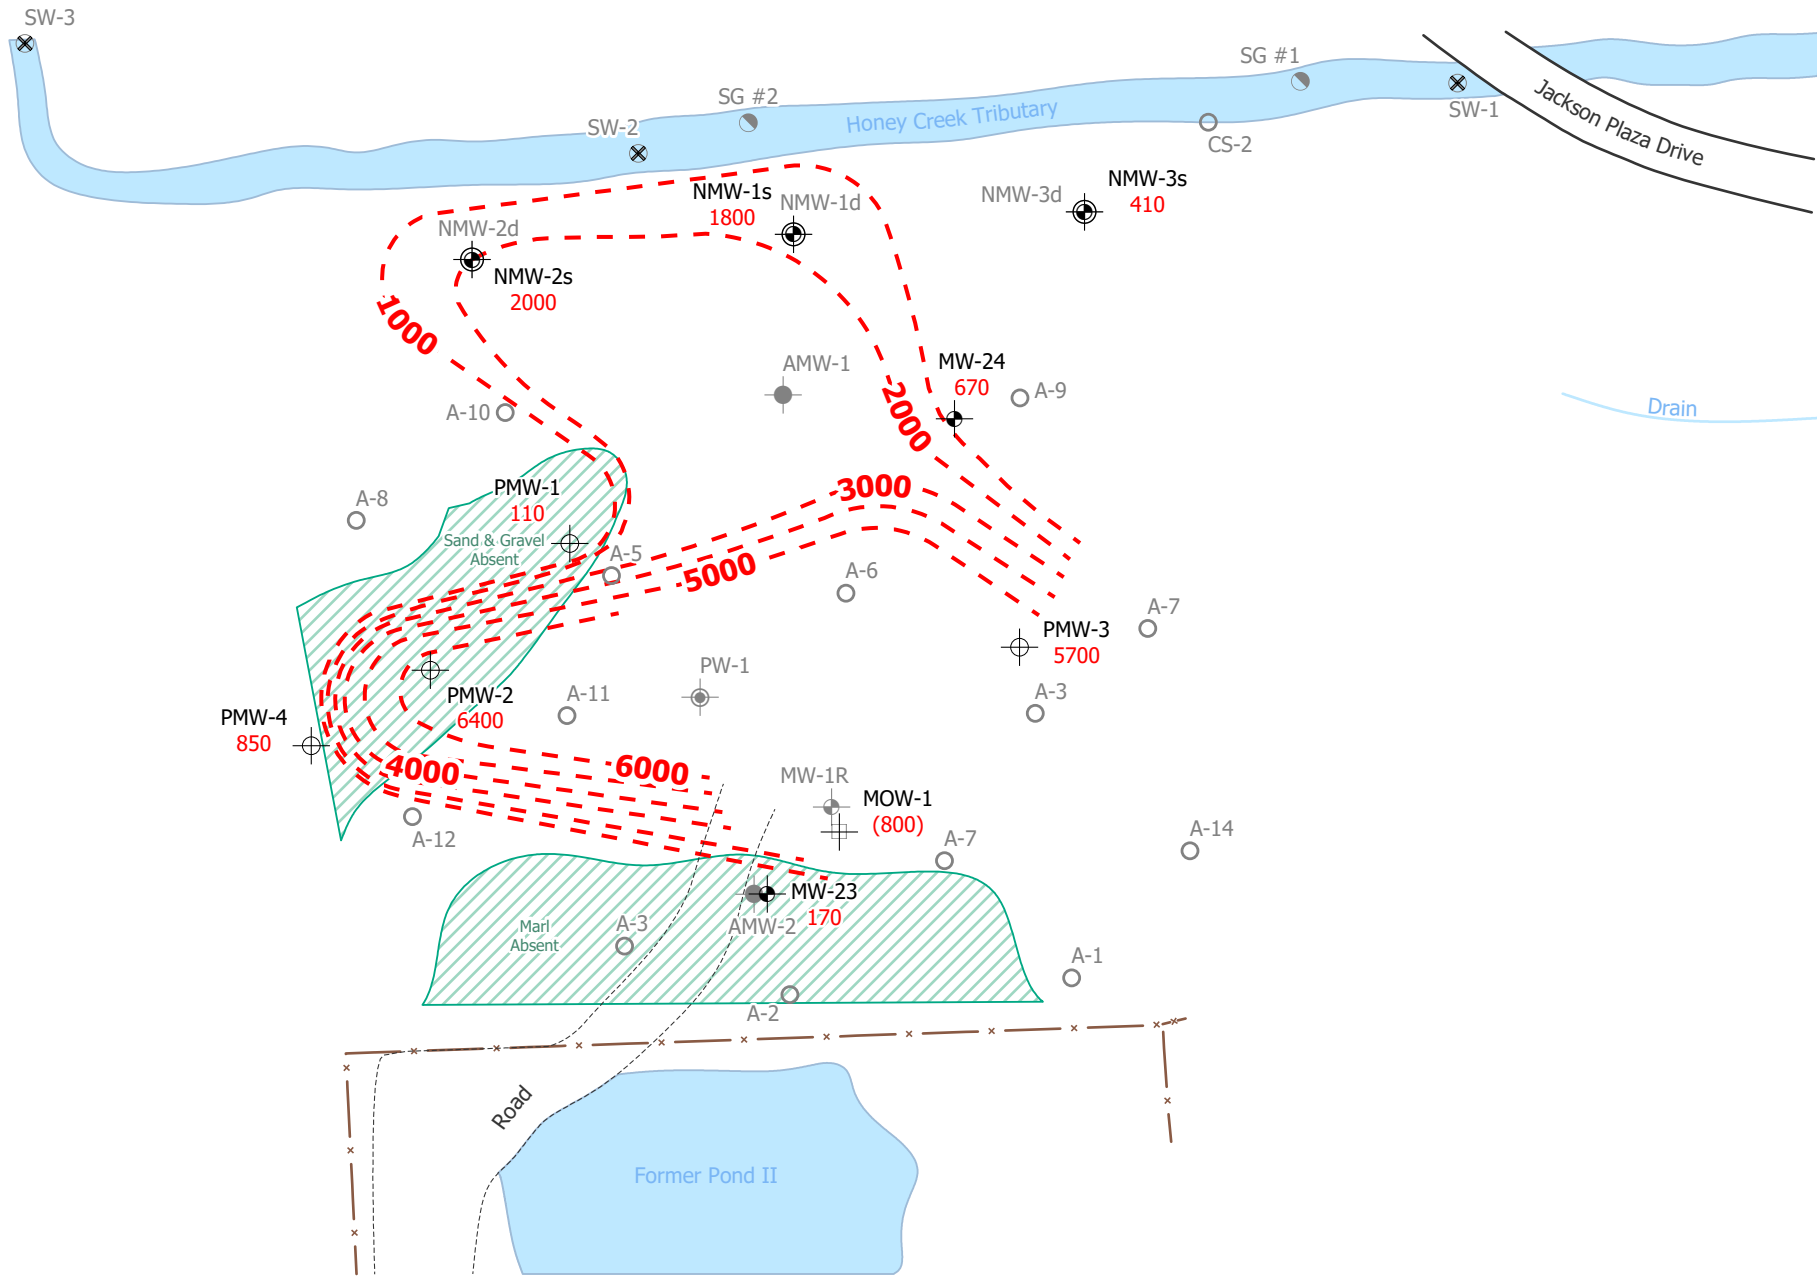 SW-3
SG #1
SG #2
SW-2
Honey Creek Tributary
SW-1
Jackson Plaza Drive
CS-2
NMW-3s
410
NMW-3d
NMW-1s
1800
NMW-1d
NMW-2d
NMW-2s
2000
1000
AMW-1
MW-24
670
A-9
2000
Drain
A-10
A-8
PMW-1
110
3000
Sand & Gravel
Absent
A-5
5000
A-6
A-7
PMW-3
5700
PW-1
PMW-2
6400
A-11
A-3
PMW-4
850
4000
6000
MW-1R
MOW-1
(800)
A-12
A-7
A-14
MW-23
170
AMW-2
A-3
Marl
Absent
A-1
A-2
Road
Former Pond II